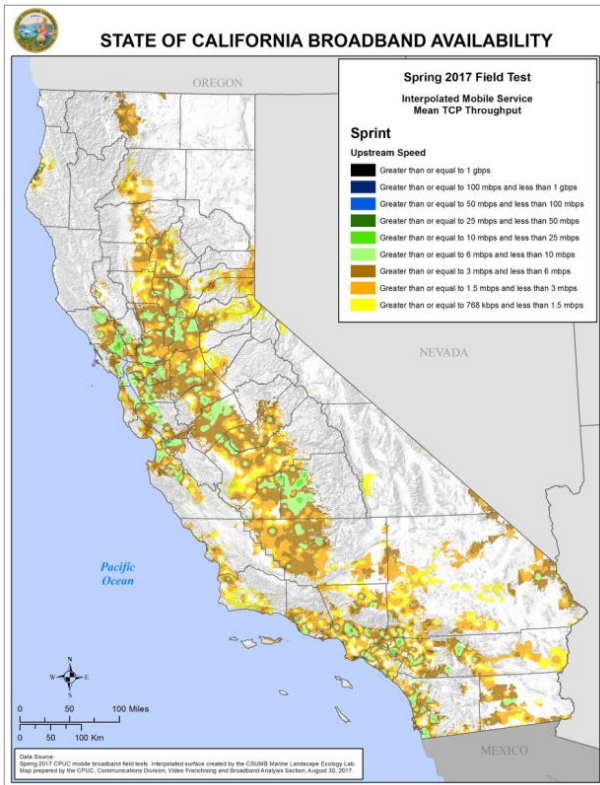 STATE OF CALIFORNIA BROADBAND AVAILABILITY
OREGON
Spring 2017 Field Test
Interpolated Mobile Service
Mean TCP Throughput
Sprint
Upstream Speed
Greater than or equal to 1 gbps
Greater than or equal to 100 mbps and less than 1 gbps
Greater than or equal to 50 mbps and less than 100 mbps
Greater than or equal to 25 mbps and less than 50 mbps
Greater than or equal to 10 mbps and less than 25 mbps
Greater than or equal to 6 mbps and less than 10 mbps
Greater than or equal to 3 mbps and less than 6 mbps
Greater than or equal to 1.5 mbps and less than 3 mbps
Greater than or equal to 768 kbps and less than 1.5 mbps
NEVADA
Pacific
Ocean
N
W E
S
0 50 100 Miles
0 50 100 Km
MEXICO
Data Source:
Spring 2017 CPUC mobile broadband field tests. Interpolated surface created by the CSUMB Marine Landscape Ecology Lab.
Map prepared by the CPUC, Communications Division, Video Franchising and Broadband Analysis Section, August 30, 2017.